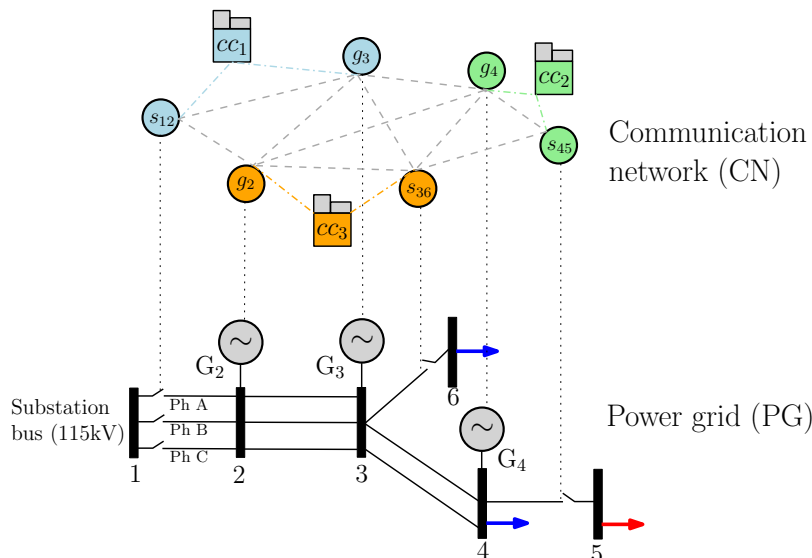 cc₁
g₃
g₄
cc₂
s₁₂
s₄₅
Communication
network (CN)
g₂
s₃₆
cc₃
G₂
G₃
6
Substation
bus (115kV)
Ph A
Ph B
Ph C
Power grid (PG)
1
2
3
G₄
4
5